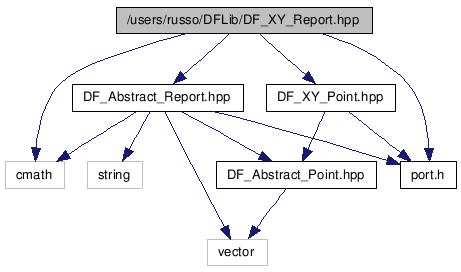 /users/russo/DFLib/DF_XY_Report.hpp
DF_Abstract_Report.hpp
DF_XY_Point.hpp
cmath
string
DF_Abstract_Point.hpp
port.h
vector